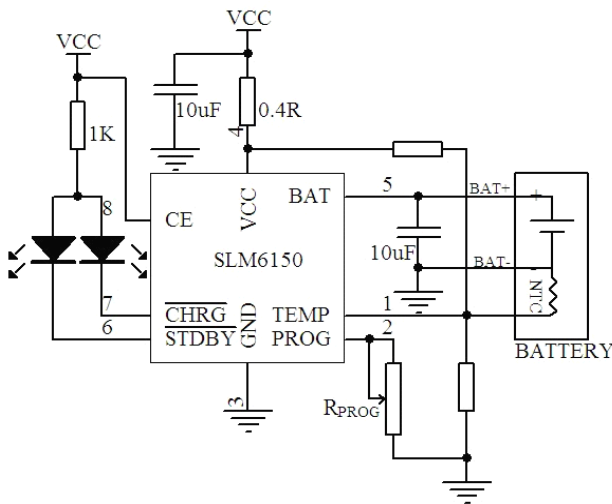 VCC
VCC
10uF
0.4R
4
1K
8
CE
VCC
BAT
5
BAT+
+
SLM6150
10uF
BAT-
-
NTC
7
CHRG
GND
TEMP
1
6
STDBY
PROG
2
BATTERY
3
RPROG